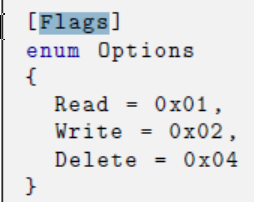 [Flags]
enum Options
{
  Read = 0x01,
  Write = 0x02,
  Delete = 0x04
}